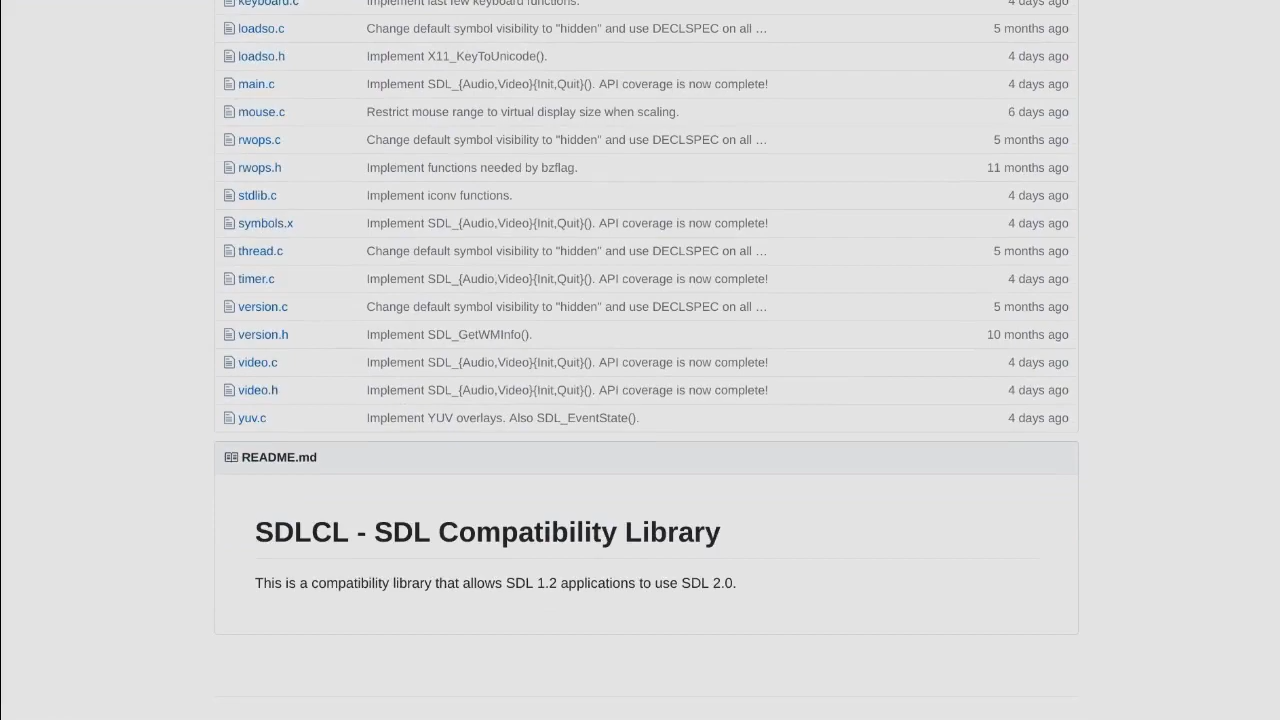 keyboard.c Implement last few keyboard functions. 4 days ago
loadso.c Change default symbol visibility to "hidden" and use DECLSPEC on all … 5 months ago
loadso.h Implement X11_KeyToUnicode(). 4 days ago
main.c Implement SDL_{Audio,Video}{Init,Quit}(). API coverage is now complete! 4 days ago
mouse.c Restrict mouse range to virtual display size when scaling. 6 days ago
rwops.c Change default symbol visibility to "hidden" and use DECLSPEC on all … 5 months ago
rwops.h Implement functions needed by bzflag. 11 months ago
stdlib.c Implement iconv functions. 4 days ago
symbols.x Implement SDL_{Audio,Video}{Init,Quit}(). API coverage is now complete! 4 days ago
thread.c Change default symbol visibility to "hidden" and use DECLSPEC on all … 5 months ago
timer.c Implement SDL_{Audio,Video}{Init,Quit}(). API coverage is now complete! 4 days ago
version.c Change default symbol visibility to "hidden" and use DECLSPEC on all … 5 months ago
version.h Implement SDL_GetWMInfo(). 10 months ago
video.c Implement SDL_{Audio,Video}{Init,Quit}(). API coverage is now complete! 4 days ago
video.h Implement SDL_{Audio,Video}{Init,Quit}(). API coverage is now complete! 4 days ago
yuv.c Implement YUV overlays. Also SDL_EventState(). 4 days ago
README.md
SDLCL - SDL Compatibility Library
This is a compatibility library that allows SDL 1.2 applications to use SDL 2.0.